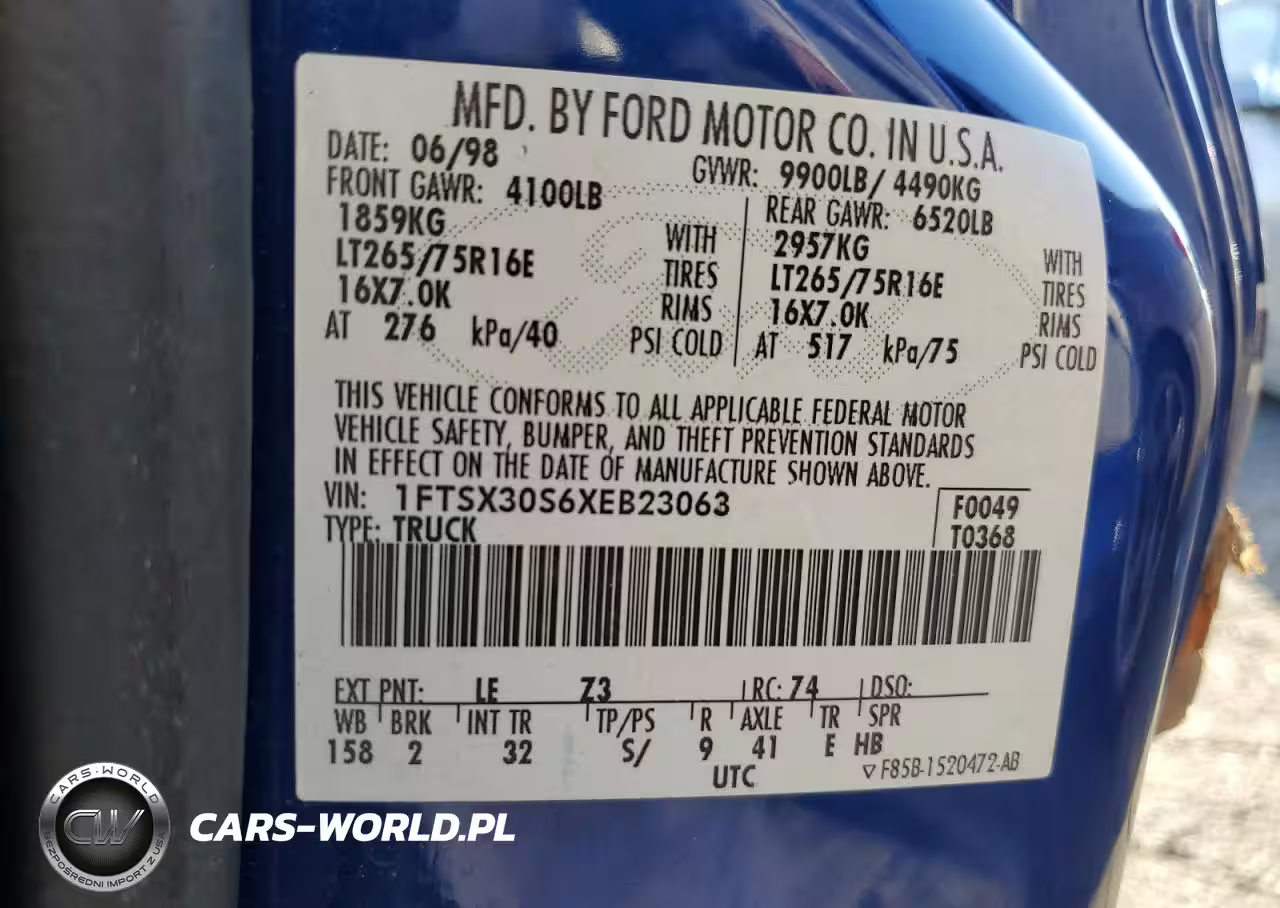 MFD. BY FORD MOTOR CO. IN U.S.A.
DATE: 06/98 GVWR: 9900LB/ 4490KG
FRONT GAWR: 4100LB REAR GAWR: 6520LB
1859KG WITH 2957KG WITH
LT265/75R16E TIRES LT265/75R16E TIRES
16X7.0K RIMS 16X7.0K RIMS
AT 276 kPa/40 PSI COLD AT 517 kPa/75 PSI COLD
THIS VEHICLE CONFORMS TO ALL APPLICABLE FEDERAL MOTOR
VEHICLE SAFETY, BUMPER, AND THEFT PREVENTION STANDARDS
IN EFFECT ON THE DATE OF MANUFACTURE SHOWN ABOVE.
VIN: 1FTSX30S6XEB23063 F0049
TYPE: TRUCK T0368
EXT PNT: LE Z3 RC: 74 DSO:
WB BRK INT TR TP/PS R AXLE TR SPR
158 2 32 S/ 9 41 E HB
UTC ▽ F85B-1520472-AB
CARS-WORLD
CW
BEZPOŚREDNI IMPORT Z USA
CARS-WORLD.PL